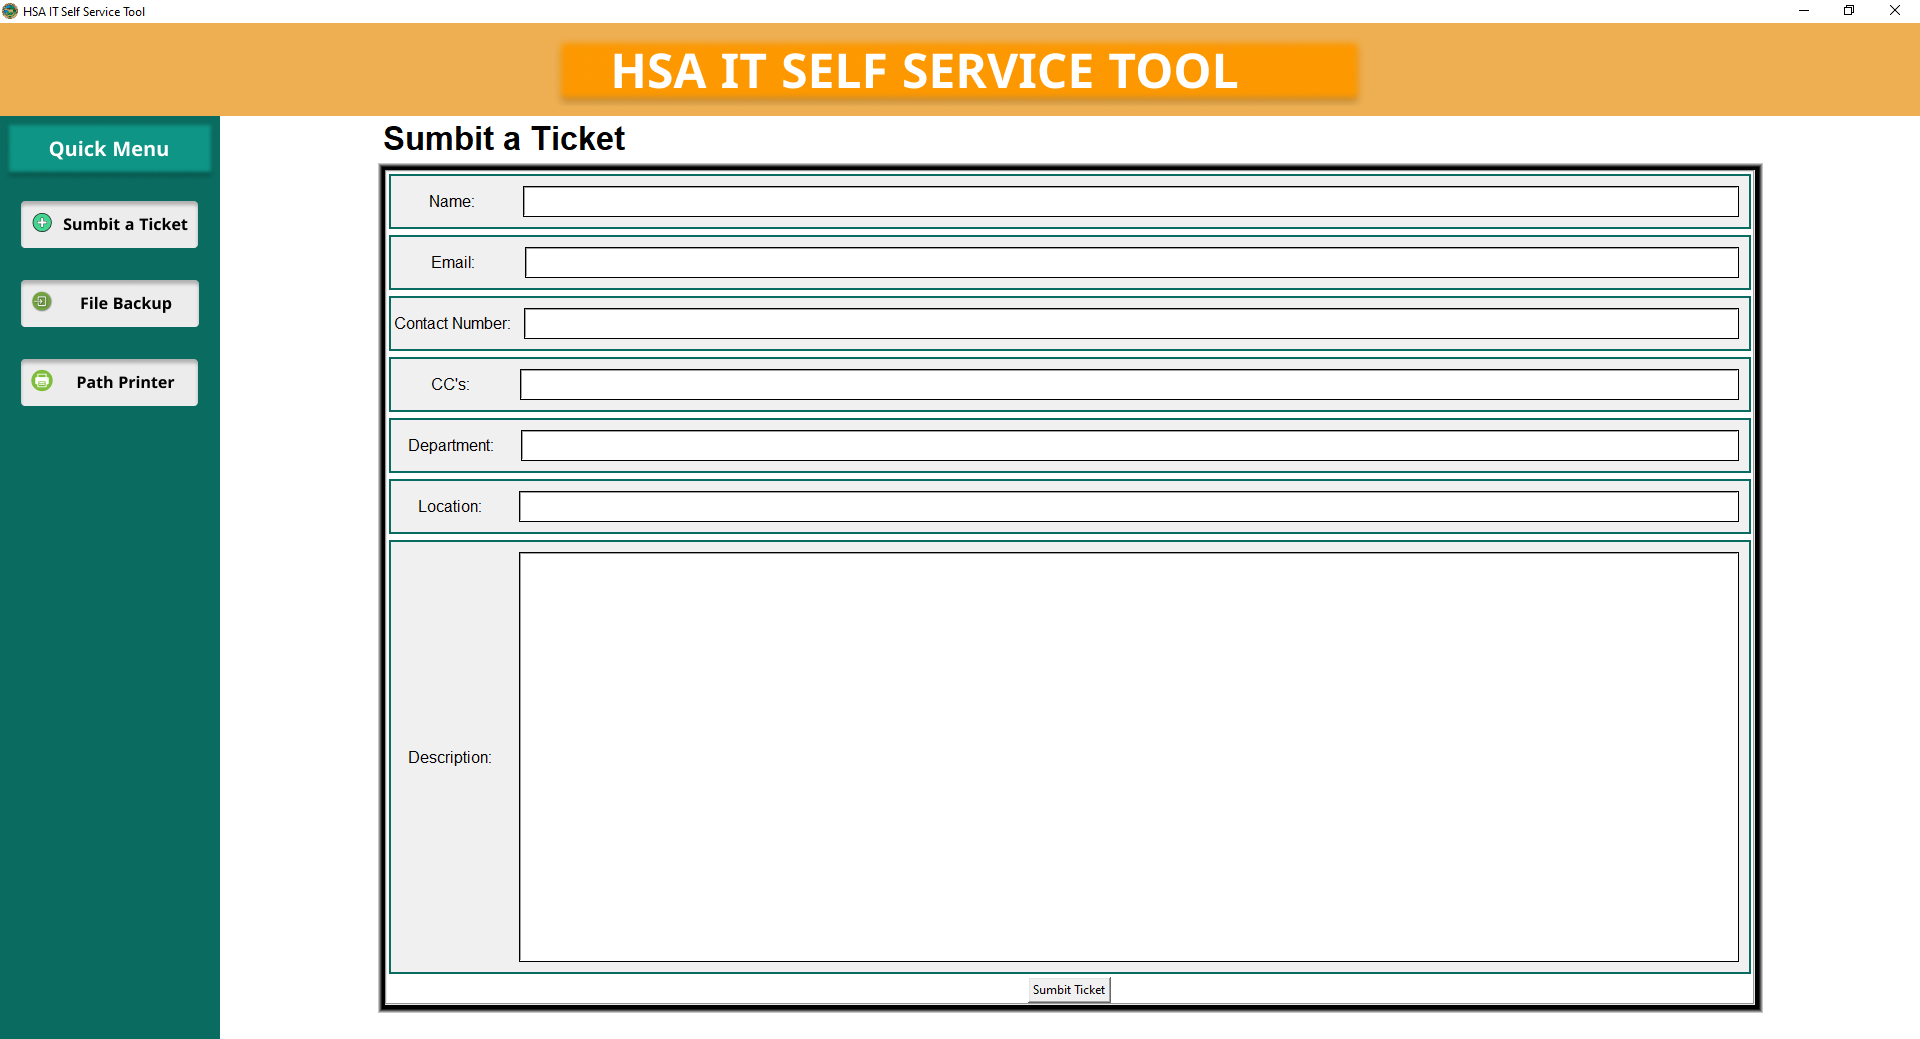 HSA IT Self Service Tool
HSA IT SELF SERVICE TOOL
Quick Menu
Sumbit a Ticket
File Backup
Path Printer
Sumbit a Ticket
Name:
Email:
Contact Number:
CC's:
Department:
Location:
Description:
Sumbit Ticket